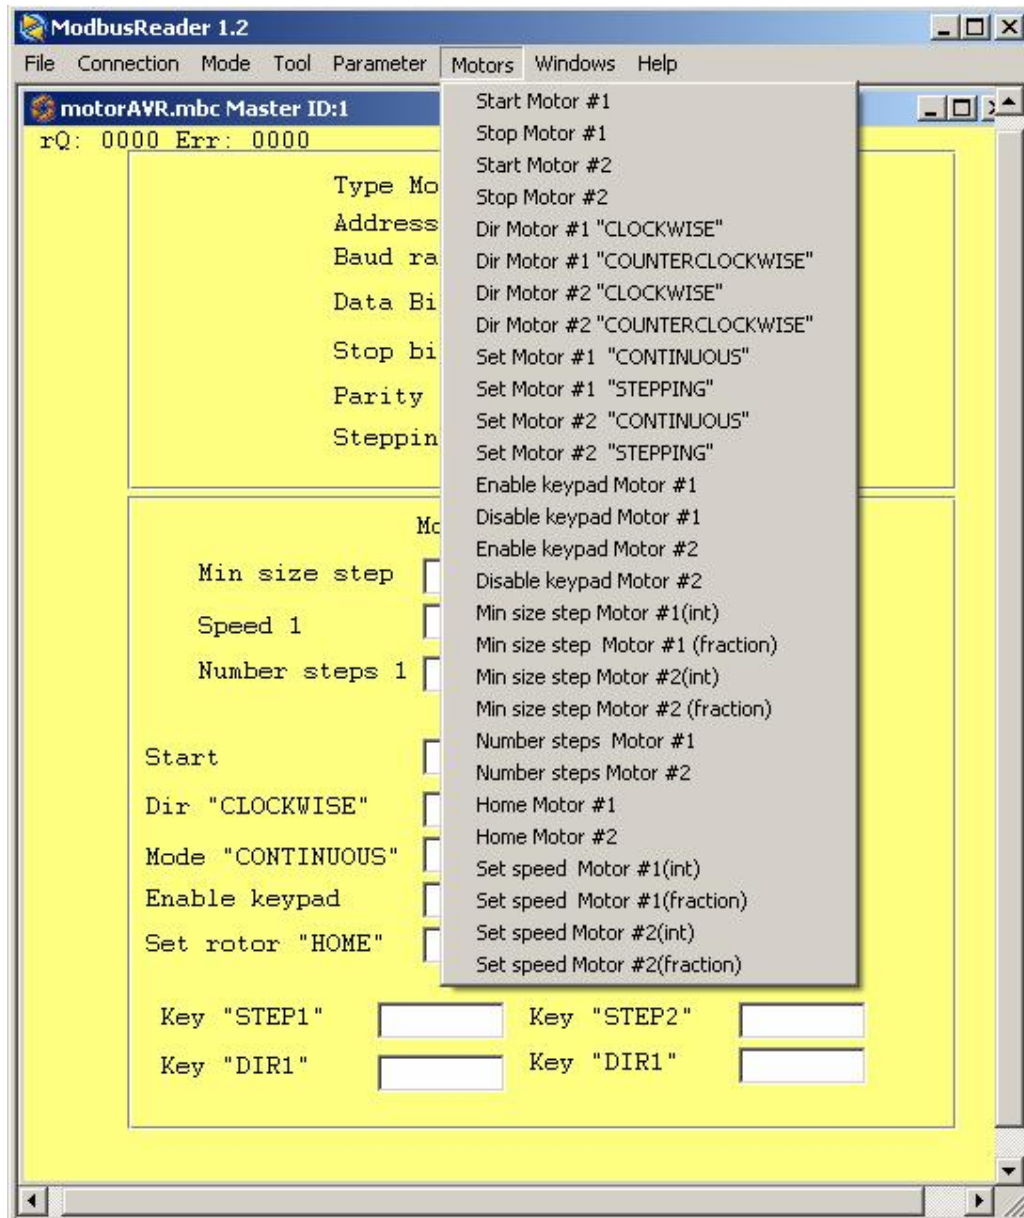 ModbusReader 1.2
File Connection Mode Tool Parameter Motors Windows Help
motorAVR.mbc Master ID:1
rQ: 0000 Err: 0000
Type Mo
Address
Baud ra
Data Bi
Stop bi
Parity
Steppin
Mo
Min size step
Speed 1
Number steps 1
Start
Dir "CLOCKWISE"
Mode "CONTINUOUS"
Enable keypad
Set rotor "HOME"
Key "STEP1" Key "STEP2"
Key "DIR1" Key "DIR1"
Start Motor #1
Stop Motor #1
Start Motor #2
Stop Motor #2
Dir Motor #1 "CLOCKWISE"
Dir Motor #1 "COUNTERCLOCKWISE"
Dir Motor #2 "CLOCKWISE"
Dir Motor #2 "COUNTERCLOCKWISE"
Set Motor #1 "CONTINUOUS"
Set Motor #1 "STEPPING"
Set Motor #2 "CONTINUOUS"
Set Motor #2 "STEPPING"
Enable keypad Motor #1
Disable keypad Motor #1
Enable keypad Motor #2
Disable keypad Motor #2
Min size step Motor #1(int)
Min size step Motor #1 (fraction)
Min size step Motor #2(int)
Min size step Motor #2 (fraction)
Number steps Motor #1
Number steps Motor #2
Home Motor #1
Home Motor #2
Set speed Motor #1(int)
Set speed Motor #1(fraction)
Set speed Motor #2(int)
Set speed Motor #2(fraction)